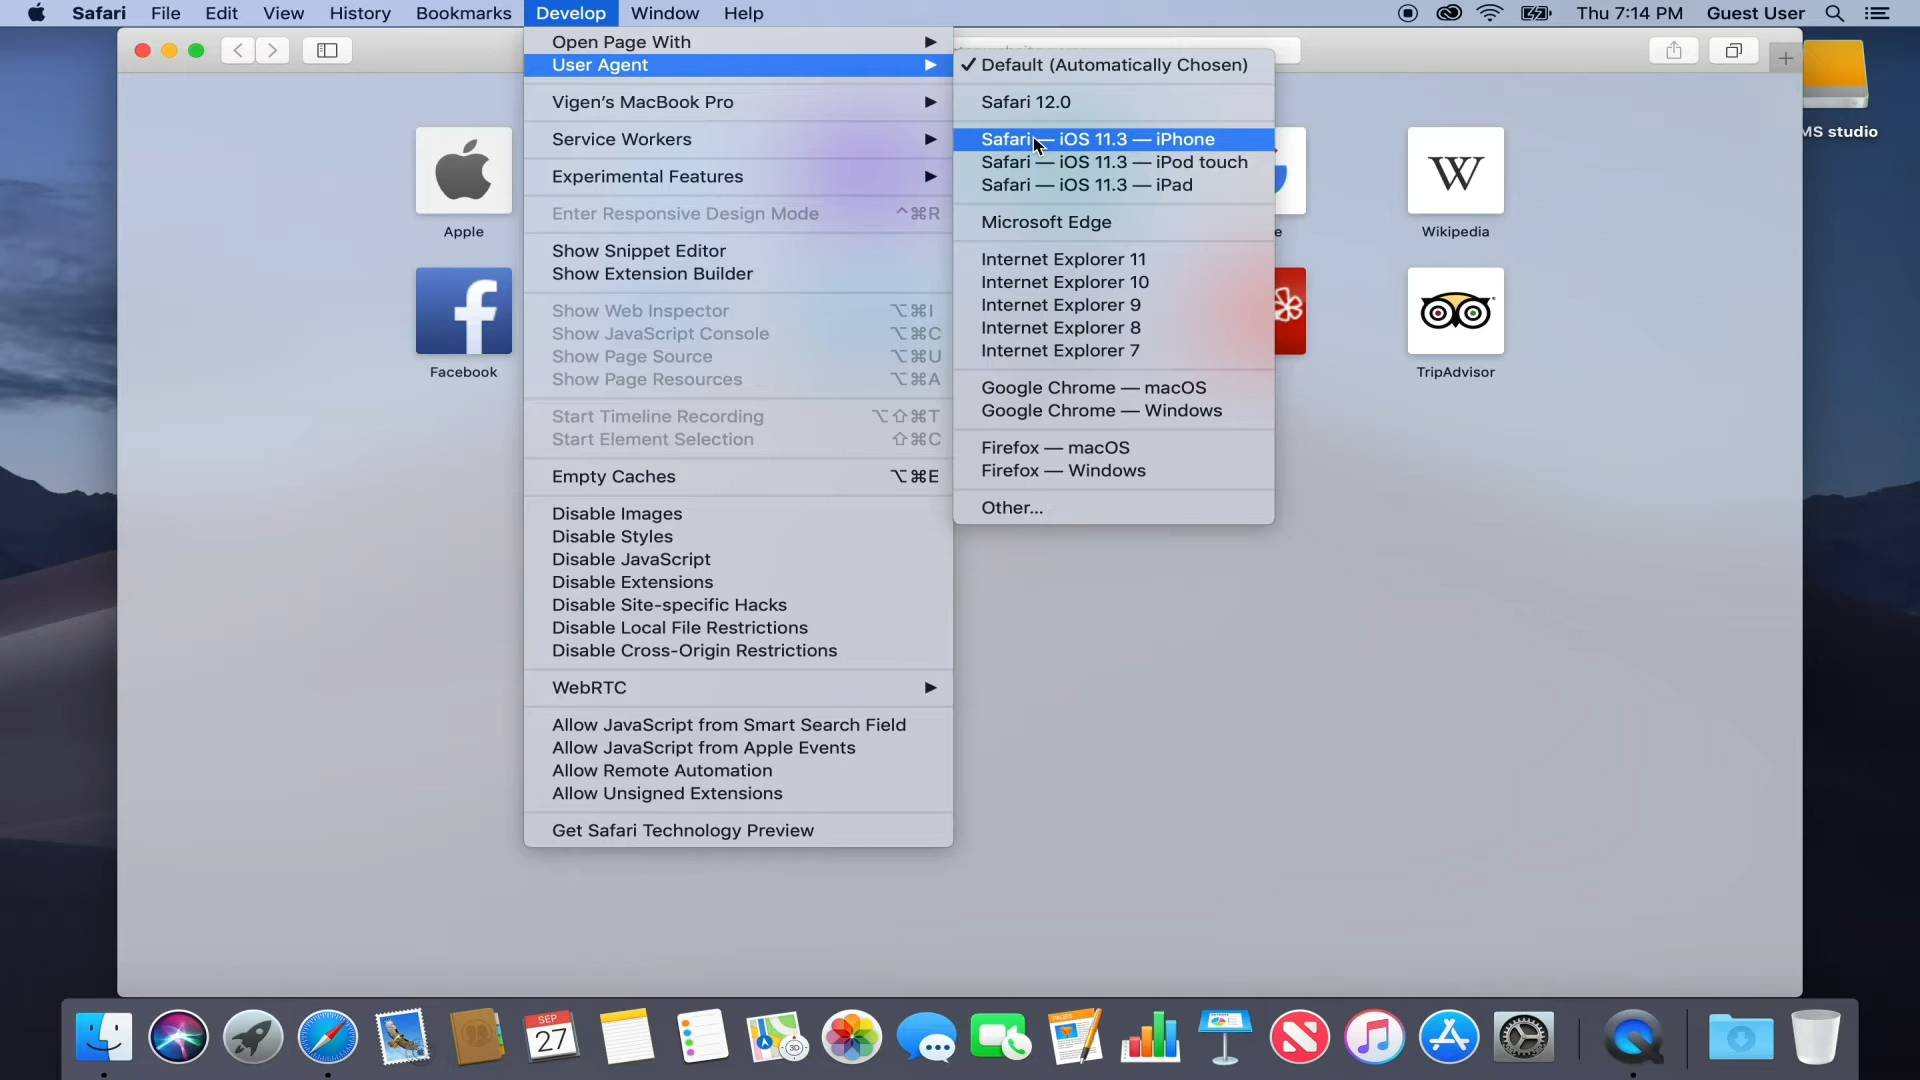 Safari File Edit View History Bookmarks Develop Window Help
Thu 7:14 PM Guest User
Open Page With
User Agent
Vigen's MacBook Pro
Service Workers
Experimental Features
Enter Responsive Design Mode ^⌘R
Show Snippet Editor
Show Extension Builder
Show Web Inspector ⌥⌘I
Show JavaScript Console ⌥⌘C
Show Page Source ⌥⌘U
Show Page Resources ⌥⌘A
Start Timeline Recording ⌥⇧⌘T
Start Element Selection ⇧⌘C
Empty Caches ⌥⌘E
Disable Images
Disable Styles
Disable JavaScript
Disable Extensions
Disable Site-specific Hacks
Disable Local File Restrictions
Disable Cross-Origin Restrictions
WebRTC
Allow JavaScript from Smart Search Field
Allow JavaScript from Apple Events
Allow Remote Automation
Allow Unsigned Extensions
Get Safari Technology Preview
✓ Default (Automatically Chosen)
Safari 12.0
Safari — iOS 11.3 — iPhone
Safari — iOS 11.3 — iPod touch
Safari — iOS 11.3 — iPad
Microsoft Edge
Internet Explorer 11
Internet Explorer 10
Internet Explorer 9
Internet Explorer 8
Internet Explorer 7
Google Chrome — macOS
Google Chrome — Windows
Firefox — macOS
Firefox — Windows
Other...
Apple
Facebook
e
W
Wikipedia
TripAdvisor
MS studio
SEP
27
PAGES
3D